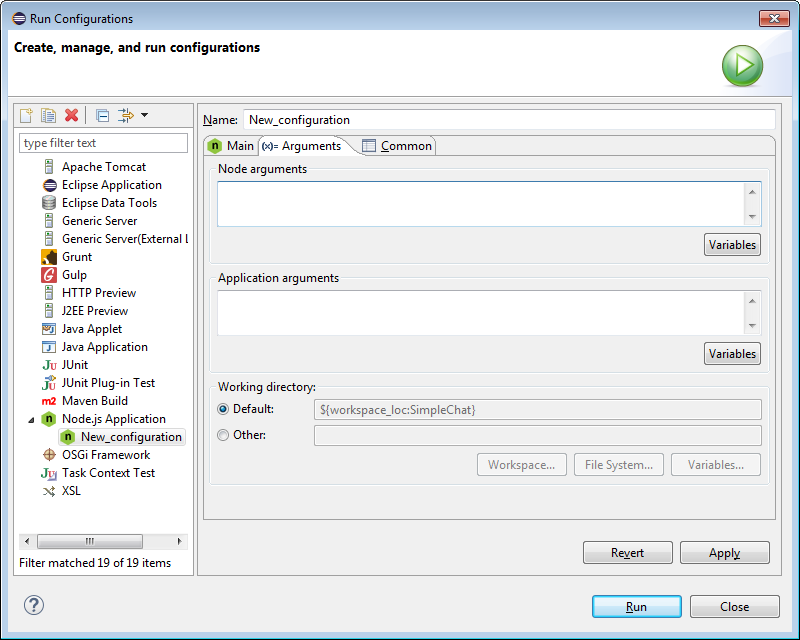 Run Configurations
Create, manage, and run configurations
type filter text
Apache Tomcat
Eclipse Application
Eclipse Data Tools
Generic Server
Generic Server(External L
Grunt
Gulp
HTTP Preview
J2EE Preview
Java Applet
Java Application
JUnit
JUnit Plug-in Test
Maven Build
Node.js Application
New_configuration
OSGi Framework
Task Context Test
XSL
Filter matched 19 of 19 items
Name: New_configuration
Main (x)= Arguments Common
Node arguments
Variables
Application arguments
Variables
Working directory:
Default: ${workspace_loc:SimpleChat}
Other:
Workspace... File System... Variables...
Revert Apply
? Run Close